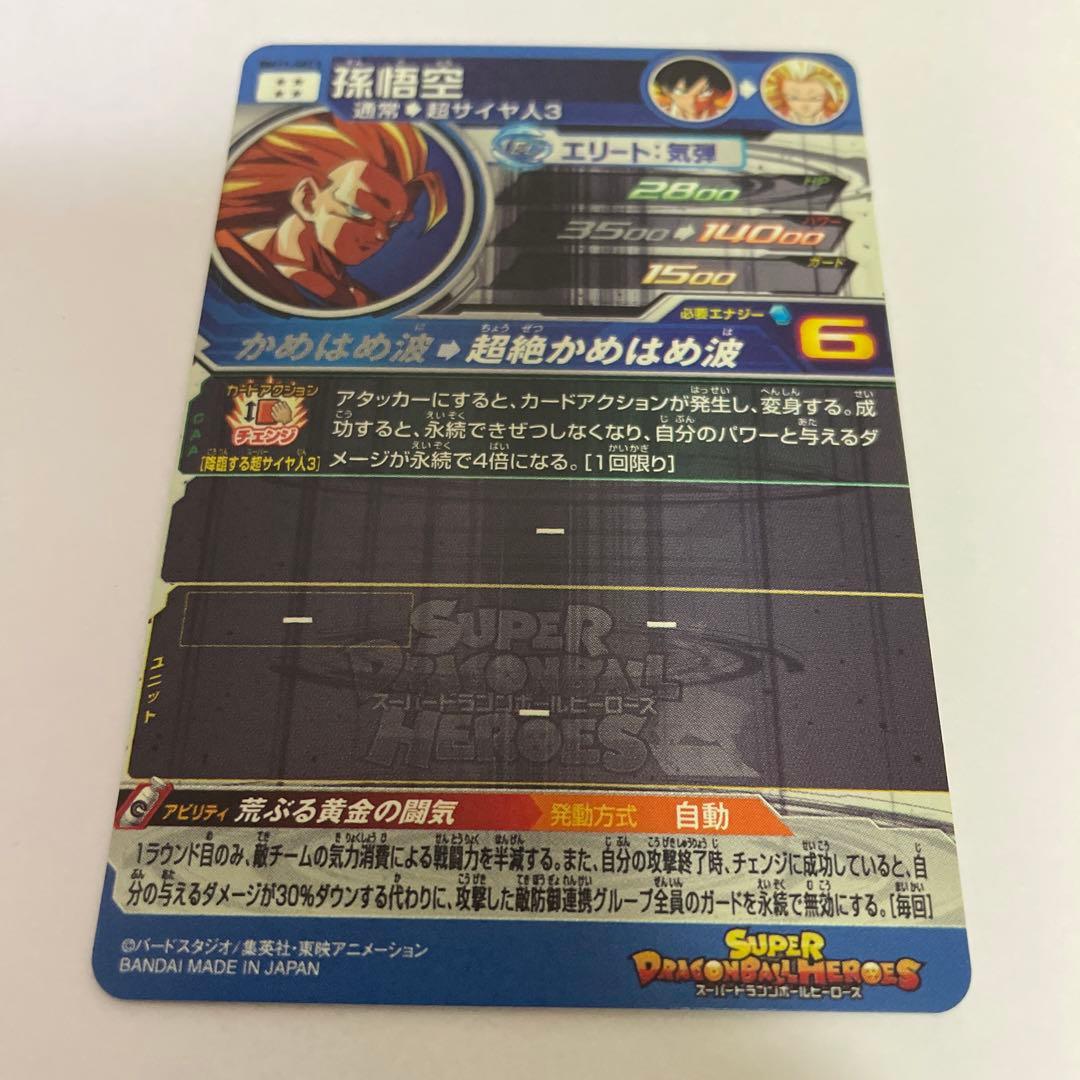 孫悟空
通常➡超サイヤ人3
エリート:気弾
2800 HP
3500➡14000 パワー
1500 ガード
必要エナジー 6
かめはめ波➡超絶かめはめ波
カードアクション
チェンジ
[降臨する超サイヤ人3]
アタッカーにすると、カードアクションが発生し、変身する。成
功すると、永続できぜつしなくなり、自分のパワーと与えるダ
メージが永続で4倍になる。[1回限り]
CAA
ー
ー ー
ー
ユニット
SUPER
DRAGONBALL
スーパードラゴンボールヒーローズ
HEROES
アビリティ 荒ぶる黄金の闘気 発動方式 自動
1ラウンド目のみ、敵チームの気力消費による戦闘力を半減する。また、自分の攻撃終了時、チェンジに成功していると、自
分の与えるダメージが30%ダウンする代わりに、攻撃した敵防御連携グループ全員のガードを永続で無効にする。[毎回]
©バードスタジオ/集英社・東映アニメーション
BANDAI MADE IN JAPAN
SUPER
DRAGONBALL HEROES
スーパードラゴンボールヒーローズ